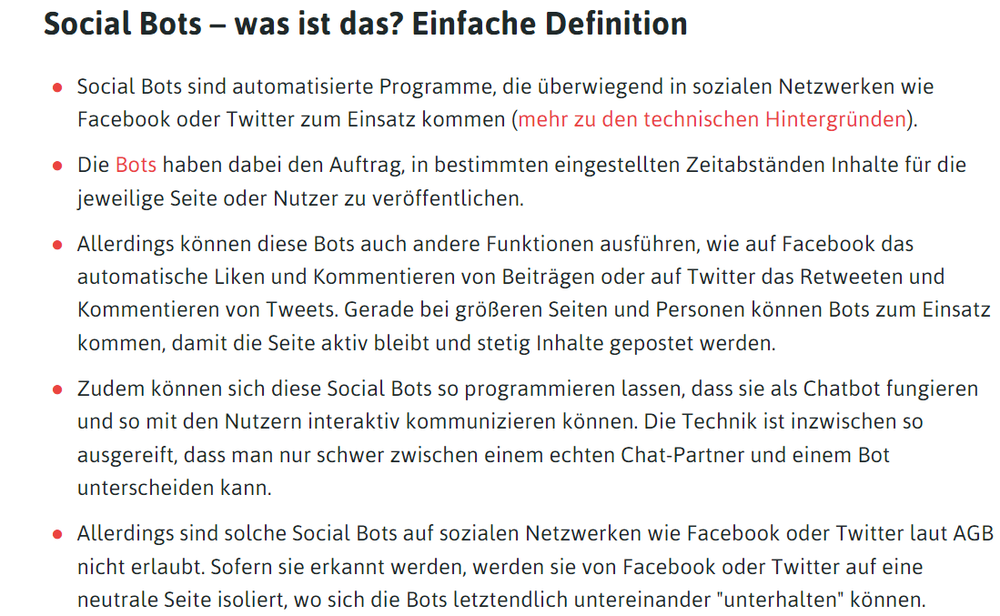 Social Bots – was ist das? Einfache Definition
Social Bots sind automatisierte Programme, die überwiegend in sozialen Netzwerken wie
Facebook oder Twitter zum Einsatz kommen (mehr zu den technischen Hintergründen).
Die Bots haben dabei den Auftrag, in bestimmten eingestellten Zeitabständen Inhalte für die
jeweilige Seite oder Nutzer zu veröffentlichen.
Allerdings können diese Bots auch andere Funktionen ausführen, wie auf Facebook das
automatische Liken und Kommentieren von Beiträgen oder auf Twitter das Retweeten und
Kommentieren von Tweets. Gerade bei größeren Seiten und Personen können Bots zum Einsatz
kommen, damit die Seite aktiv bleibt und stetig Inhalte gepostet werden.
Zudem können sich diese Social Bots so programmieren lassen, dass sie als Chatbot fungieren
und so mit den Nutzern interaktiv kommunizieren können. Die Technik ist inzwischen so
ausgereift, dass man nur schwer zwischen einem echten Chat-Partner und einem Bot
unterscheiden kann.
Allerdings sind solche Social Bots auf sozialen Netzwerken wie Facebook oder Twitter laut AGB
nicht erlaubt. Sofern sie erkannt werden, werden sie von Facebook oder Twitter auf eine
neutrale Seite isoliert, wo sich die Bots letztendlich untereinander "unterhalten" können.